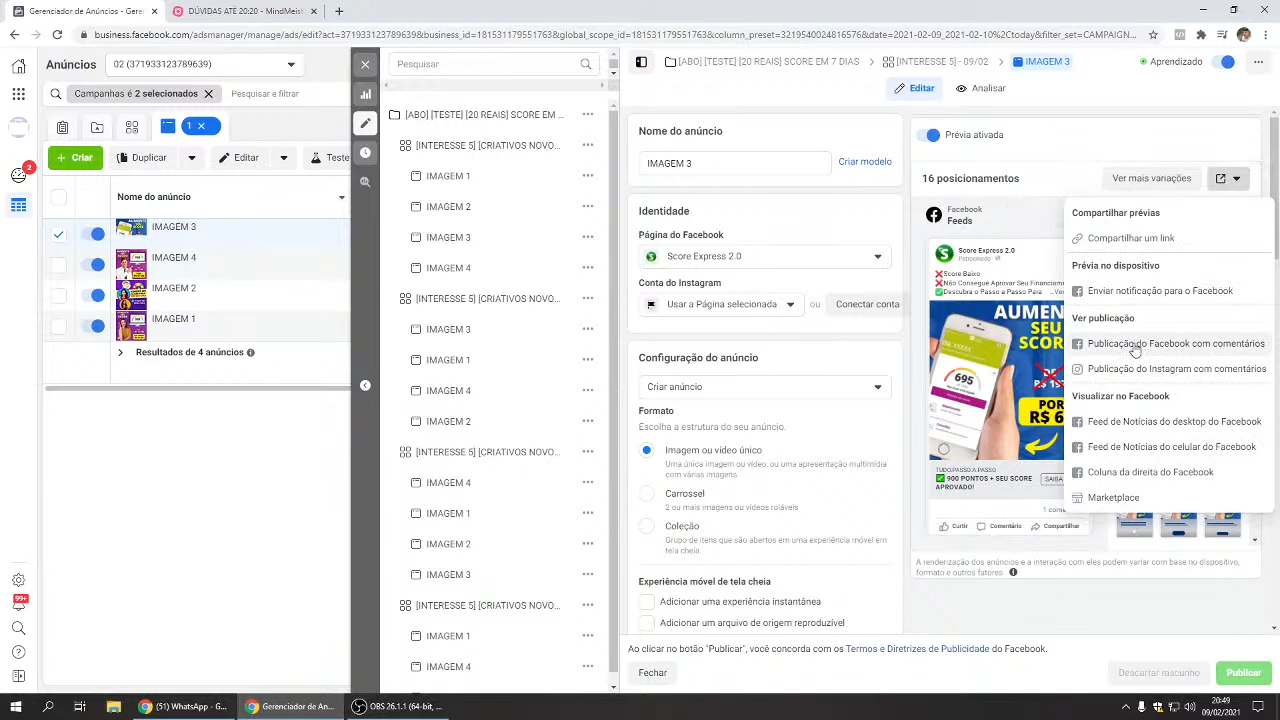 Gerenciador de Anúncios - Geren
DÚVIDAS ATÉ 20:20 - MindMeist
business.facebook.com/adsmanager/manage/ads/edit?act=371933123789639&business_id=181531179551763&global_scope_id=181531179551763&column_preset=3219540024816576&date=2021-02-09_2021-02-10%2Ctoday&filter_set=CAMPAIGN...
Anúncios
02 (371933123789639)
Campanhas é 2 selecionados
Pesquisar e filtrar
1
Criar
Duplicar
Editar
Teste
Nome do anúncio
IMAGEM 3
IMAGEM 4
IMAGEM 2
IMAGEM 1
Resultados de 4 anúncios
2
99+
Pesquisar
[ABO] [TESTE] [20 REAIS] SCORE EM ...
[INTERESSE 5] [CRIATIVOS NOVO...
IMAGEM 1
IMAGEM 2
IMAGEM 3
IMAGEM 4
[INTERESSE 5] [CRIATIVOS NOVO...
IMAGEM 3
IMAGEM 1
IMAGEM 4
IMAGEM 2
[INTERESSE 5] [CRIATIVOS NOVO...
IMAGEM 4
IMAGEM 1
IMAGEM 2
IMAGEM 3
[INTERESSE 5] [CRIATIVOS NOVO...
IMAGEM 1
IMAGEM 4
[ABO] [TESTE] [20 REAIS] SCORE EM 7 DIAS
[INTERESSE 5] - 09/02
IMAGEM 3
Aprendizado
Editar
Analisar
Nome do anúncio
IMAGEM 3
Criar modelo
Identidade
Página do Facebook
Score Express 2.0
Conta do Instagram
Usar a Página selecionada
ou
Conectar conta
Configuração do anúncio
Criar anúncio
Formato
Escolha a estrutura do seu anúncio.
Imagem ou vídeo único
Uma única imagem ou vídeo, ou uma apresentação multimídia
com várias imagens
Carrossel
2 ou mais imagens ou vídeos roláveis
Coleção
Grupo de itens que são abertos em uma experiência móvel em
tela cheia.
Experiência móvel de tela cheia
Adicionar uma experiência instantânea
Adicionar um arquivo de origem reproduzível
Prévia ativada
16 posicionamentos
Ver mais variações
Facebook
Feeds
Score Express 2.0
Patrocinado
Score Baixo
Não Consegue Aprovar Seu Financiame
Descubra o Passo a Passo Para ...Ver
AUMEN
SEU
SCOR
695
DE
R$ 19
POR
R$ 6
TUDO.PASSO.A.PASSO
900 PONTOS + SEU SCORE
APROVADO!
SAIBA
1 come
Curtir
Comentário
Compartilhar
A renderização dos anúncios e a interação com eles podem variar com base no dispositivo,
formato e outros fatores.
Compartilhar prévias
Compartilhar um link
Prévia no dispositivo
Enviar notificação para o Facebook
Ver publicação
Publicação do Facebook com comentários
Publicação do Instagram com comentários
Visualizar no Facebook
Feed de Notícias do desktop do Facebook
Feed de Notícias do celular do Facebook
Coluna da direita do Facebook
Marketplace
Ao clicar no botão "Publicar", você concorda com os Termos e Diretrizes de Publicidade do Facebook.
Fechar
Descartar rascunho
Publicar
(1) WhatsApp - G...
Gerenciador de An...
OBS 26.1.1 (64-bit, ...
20:49
09/02/2021